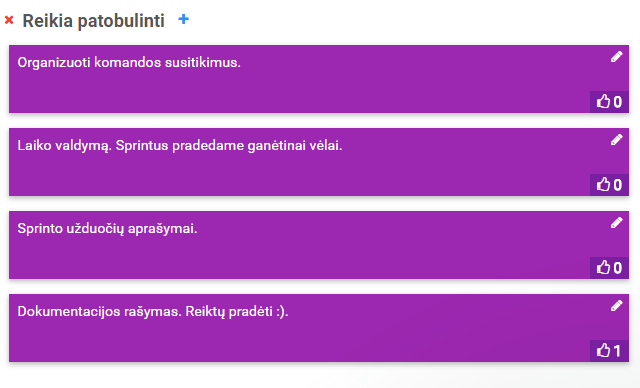 Reikia patobulinti
Organizuoti komandos susitikimus.
0
Laiko valdymą. Sprintus pradedame ganėtinai vėlai.
0
Sprinto užduočių aprašymai.
0
Dokumentacijos rašymas. Reiktų pradėti :).
1